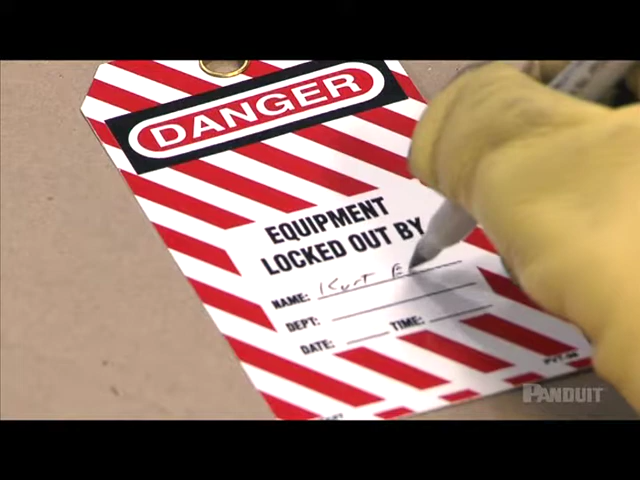 DANGER
EQUIPMENT
LOCKED OUT BY
NAME: Kurt
DEPT:
DATE: TIME:
PANDUIT